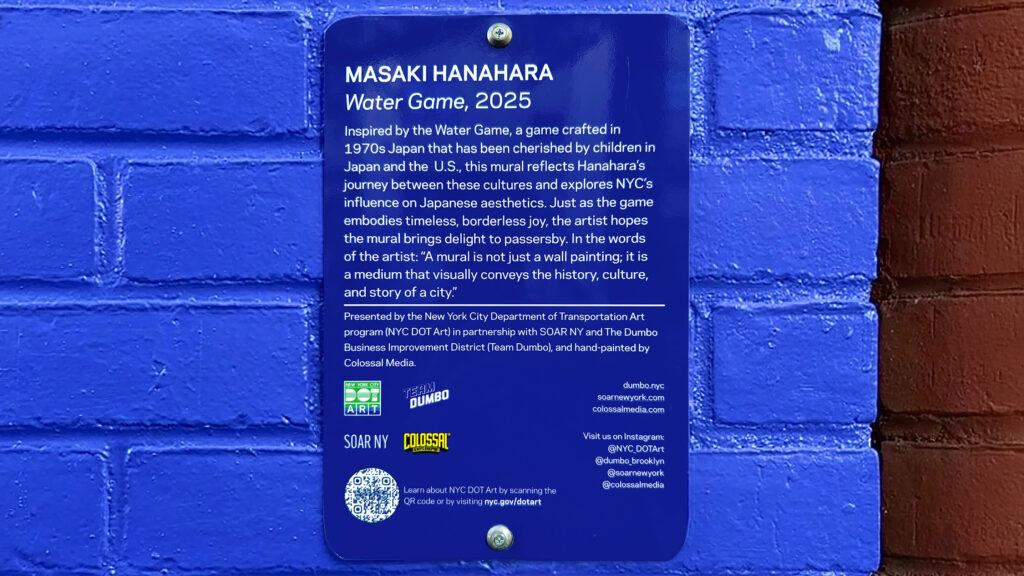 MASAKI HANAHARA
Water Game, 2025
Inspired by the Water Game, a game crafted in
1970s Japan that has been cherished by children in
Japan and the U.S., this mural reflects Hanahara's
journey between these cultures and explores NYC's
influence on Japanese aesthetics. Just as the game
embodies timeless, borderless joy, the artist hopes
the mural brings delight to passersby. In the words
of the artist: “A mural is not just a wall painting; it is
a medium that visually conveys the history, culture,
and story of a city.”
Presented by the New York City Department of Transportation Art
program (NYC DOT Art) in partnership with SOAR NY and The Dumbo
Business Improvement District (Team Dumbo), and hand-painted by
Colossal Media.
NEW YORK CITY
DOT
ART
TEAM
DUMBO
SOAR NY
COLOSSAL
dumbo.nyc
soarnewyork.com
colossalmedia.com
Visit us on Instagram:
@NYC_DOTArt
@dumbo_brooklyn
@soarnewyork
@colossalmedia
Learn about NYC DOT Art by scanning the
QR code or by visiting nyc.gov/dotart